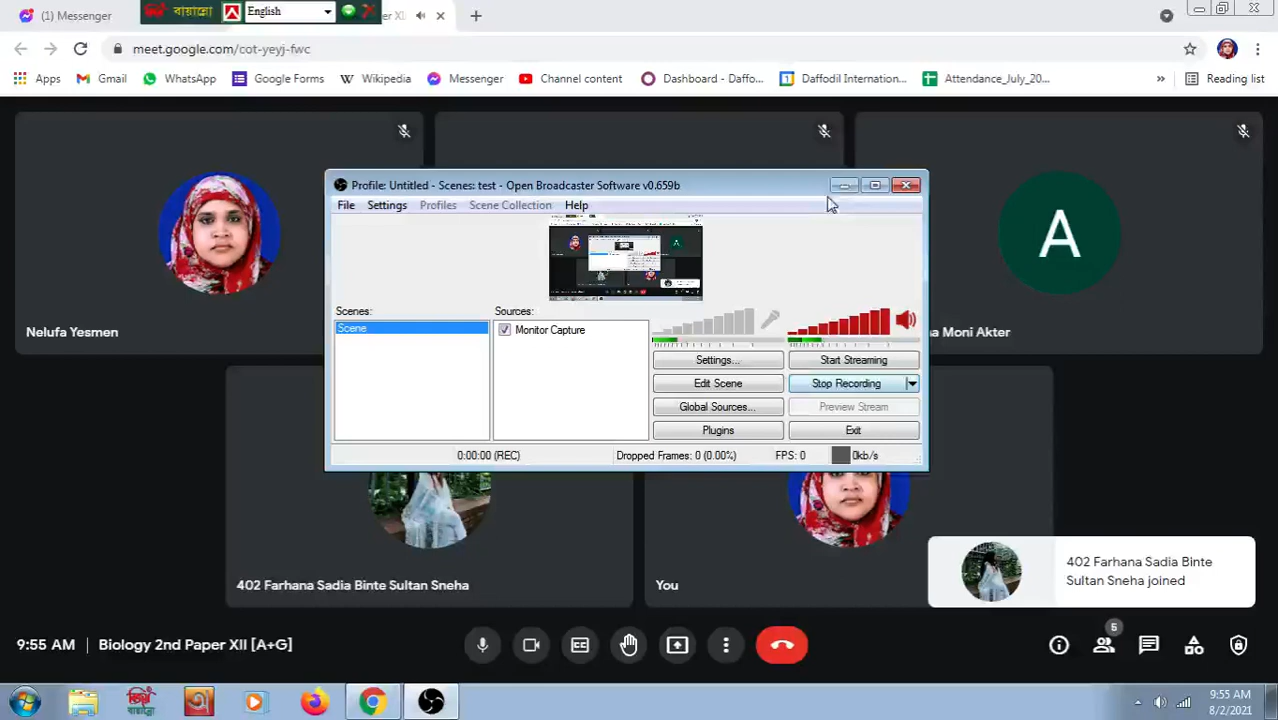 (1) Messenger
বায়ান্নো
English
er XII
meet.google.com/cot-yeyj-fwc
Apps
Gmail
WhatsApp
Google Forms
Wikipedia
Messenger
Channel content
Dashboard, Daffo...
Daffodil Internation...
Attendance_July_20...
»
Reading list
Profile: Untitled - Scenes: test - Open Broadcaster Software v0.659b
File Settings Profiles Scene Collection Help
Scenes:
Sources:
Scene
Monitor Capture
Settings...
Start Streaming
Edit Scene
Stop Recording
Global Sources...
Preview Stream
Plugins
Exit
0:00:00 (REC)
Dropped Frames: 0 (0.00%)
FPS: 0
0kb/s
A
Nelufa Yesmen
a Moni Akter
402 Farhana Sadia Binte Sultan Sneha
You
402 Farhana Sadia Binte
Sultan Sneha joined
9:55 AM | Biology 2nd Paper XII [A+G]
6
9:55 AM
8/2/2021